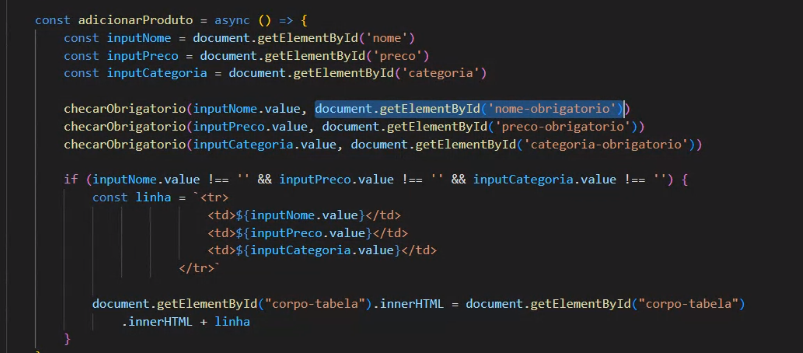 const adicionarProduto = async () => {
const inputNome = document.getElementById('nome')
const inputPreco = document.getElementById('preco')
const inputCategoria = document.getElementById('categoria')
checarObrigatorio(inputNome.value, document.getElementById('nome-obrigatorio'))
checarObrigatorio(inputPreco.value, document.getElementById('preco-obrigatorio'))
checarObrigatorio(inputCategoria.value, document.getElementById('categoria-obrigatorio'))
if (inputNome.value !== '' && inputPreco.value !== '' && inputCategoria.value !== '') {
const linha = `<tr>
<td>${inputNome.value}</td>
<td>${inputPreco.value}</td>
<td>${inputCategoria.value}</td>
</tr>`
document.getElementById("corpo-tabela").innerHTML = document.getElementById("corpo-tabela")
.innerHTML + linha
}